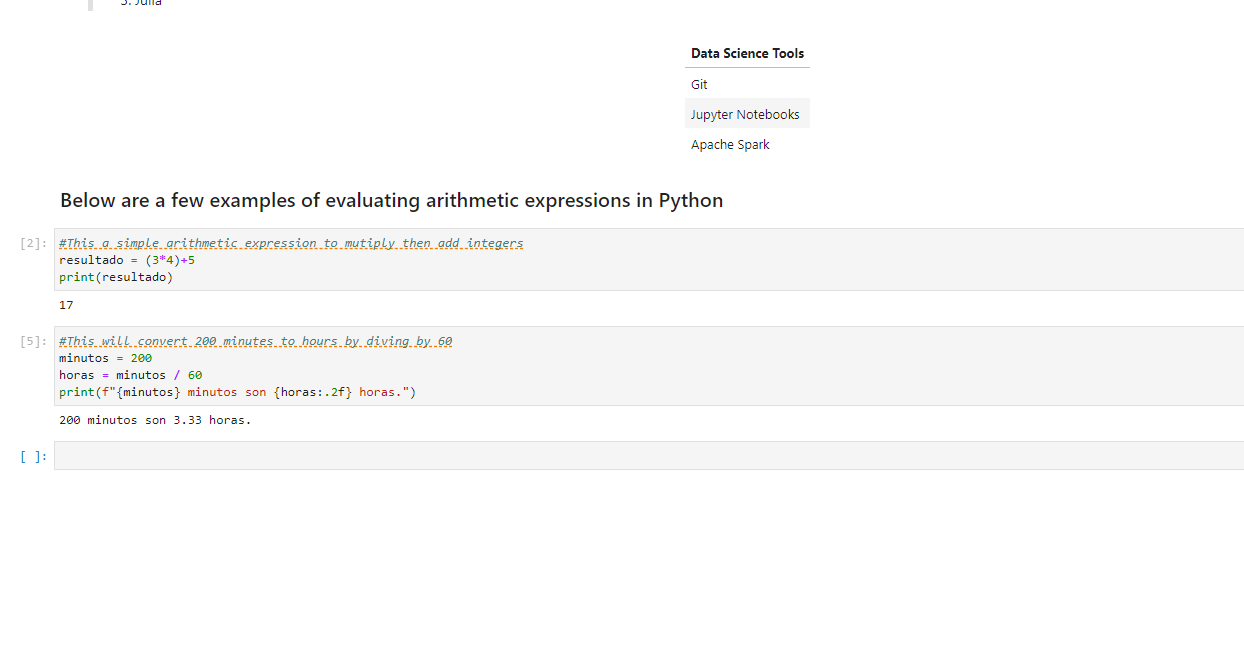 3. Julia
Data Science Tools
Git
Jupyter Notebooks
Apache Spark
Below are a few examples of evaluating arithmetic expressions in Python
[2]: #This a simple arithmetic expression to mutiply then add integers
resultado = (3*4)+5
print(resultado)
17
[5]: #This will convert 200 minutes to hours by diving by 60
minutos = 200
horas = minutos / 60
print(f"{minutos} minutos son {horas:.2f} horas.")
200 minutos son 3.33 horas.
[ ]: